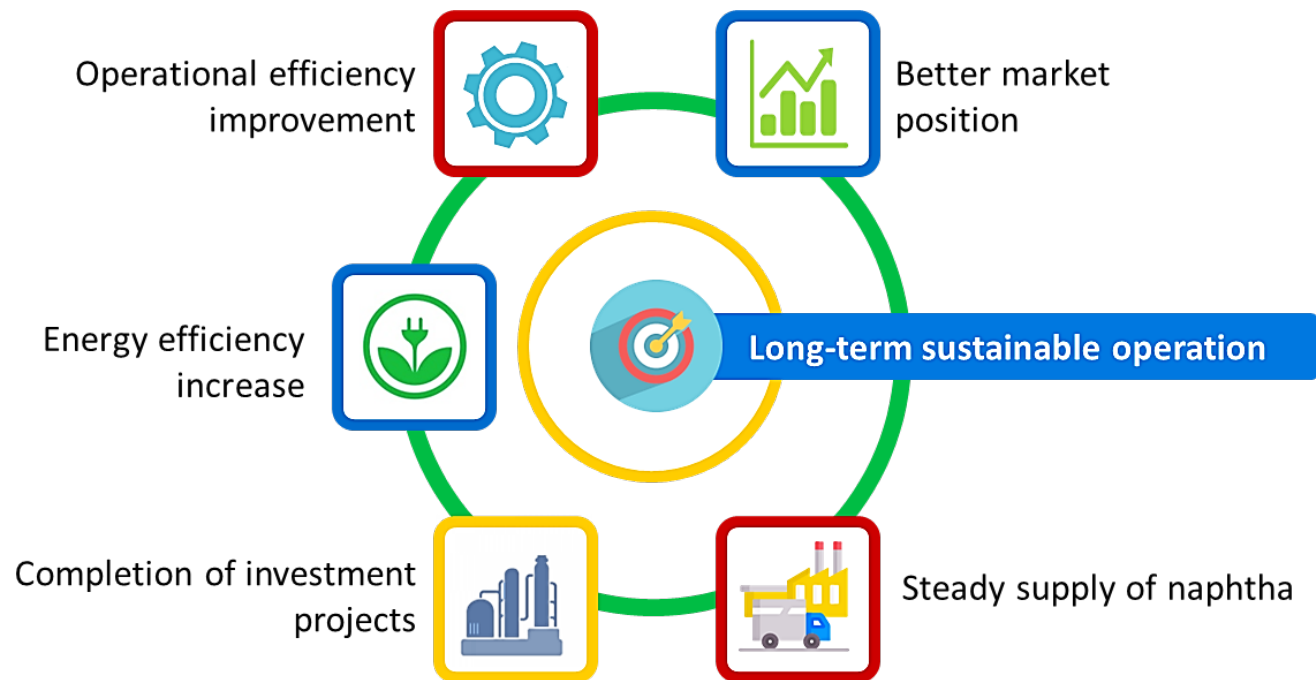 Operational efficiency
improvement
Better market
position
Energy efficiency
increase
Long-term sustainable operation
Completion of investment
projects
Steady supply of naphtha